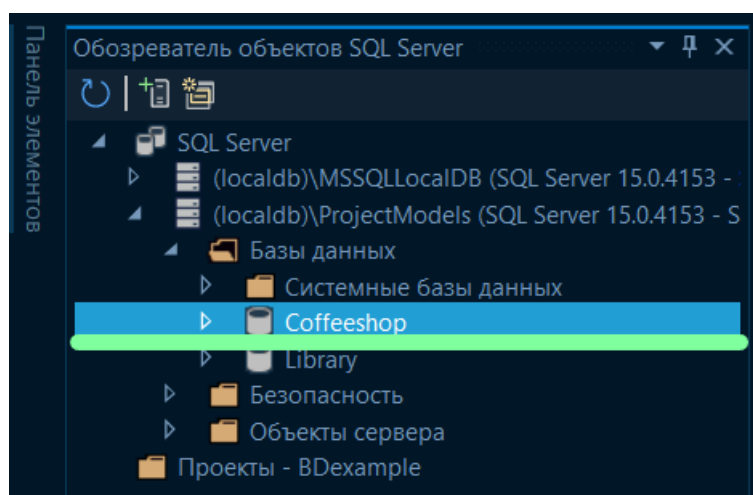 Панель элементов
Обозреватель объектов SQL Server
SQL Server
(localdb)\MSSQLLocalDB (SQL Server 15.0.4153 -
(localdb)\ProjectModels (SQL Server 15.0.4153 - S
Базы данных
Системные базы данных
Coffeeshop
Library
Безопасность
Объекты сервера
Проекты - BDexample